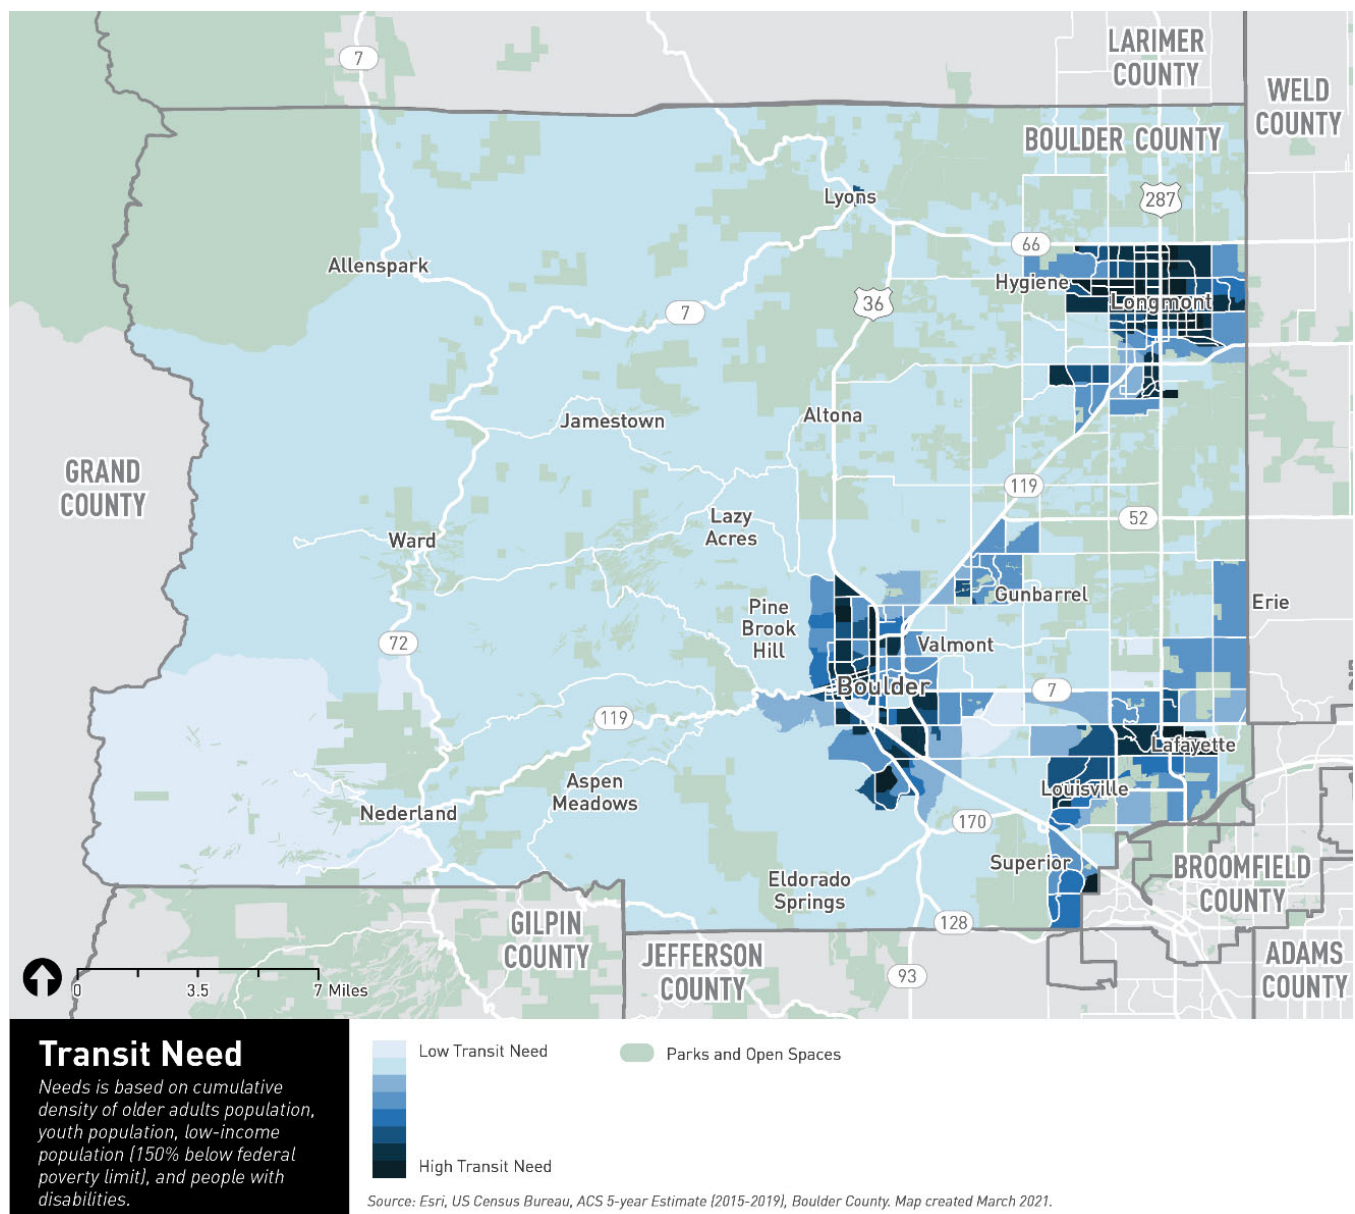 LARIMER
COUNTY
WELD
COUNTY
BOULDER COUNTY
7
287
Lyons
66
Allenspark
Hygiene
Longmont
36
7
Jamestown
Altona
GRAND
COUNTY
119
52
Lazy
Acres
Ward
Gunbarrel
Erie
Pine
Brook
Hill
72
Valmont
Boulder
7
119
Lafayette
Aspen
Meadows
Louisville
Nederland
170
Superior
BROOMFIELD
COUNTY
Eldorado
Springs
GILPIN
COUNTY
128
JEFFERSON
COUNTY
93
ADAMS
COUNTY
0
3.5
7 Miles
Transit Need
Needs is based on cumulative
density of older adults population,
youth population, low-income
population (150% below federal
poverty limit), and people with
disabilities.
Low Transit Need
High Transit Need
Parks and Open Spaces
Source: Esri, US Census Bureau, ACS 5-year Estimate (2015-2019), Boulder County. Map created March 2021.